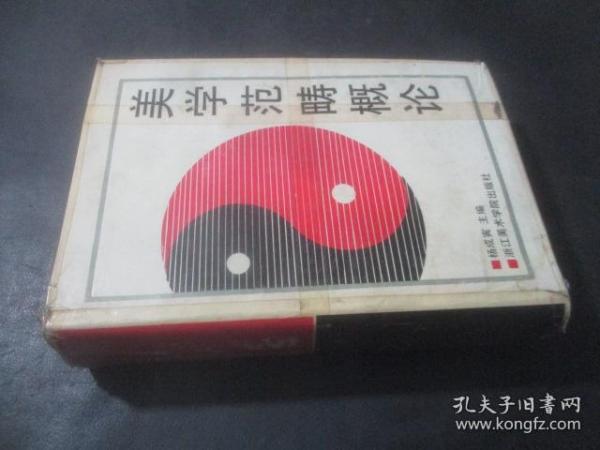 美学范畴概论
■杨成寅 主编
■浙江美术学院出版社
孔夫子旧书网
www.kongfz.com